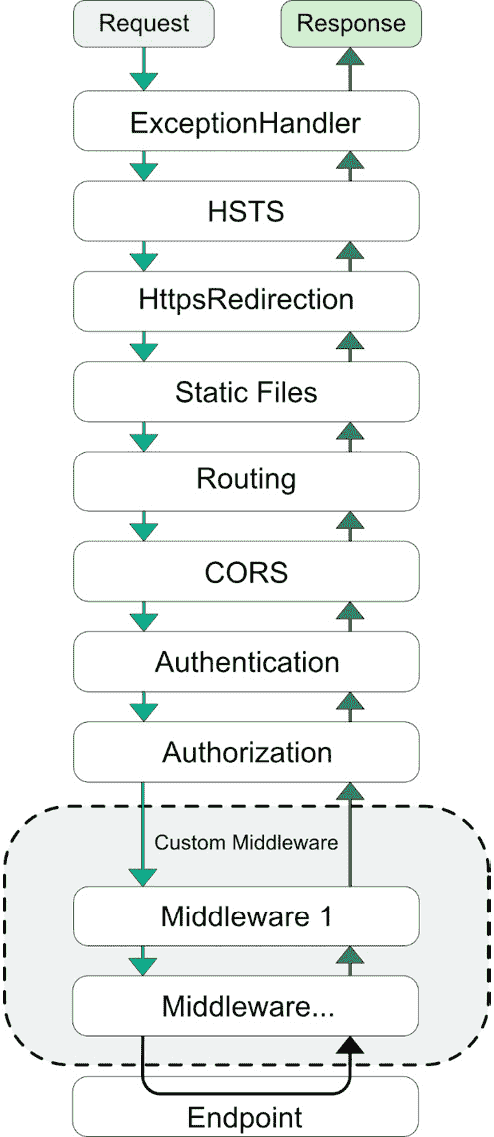 Request
Response
ExceptionHandler
HSTS
HttpsRedirection
Static Files
Routing
CORS
Authentication
Authorization
Custom Middleware
Middleware 1
Middleware...
Endpoint